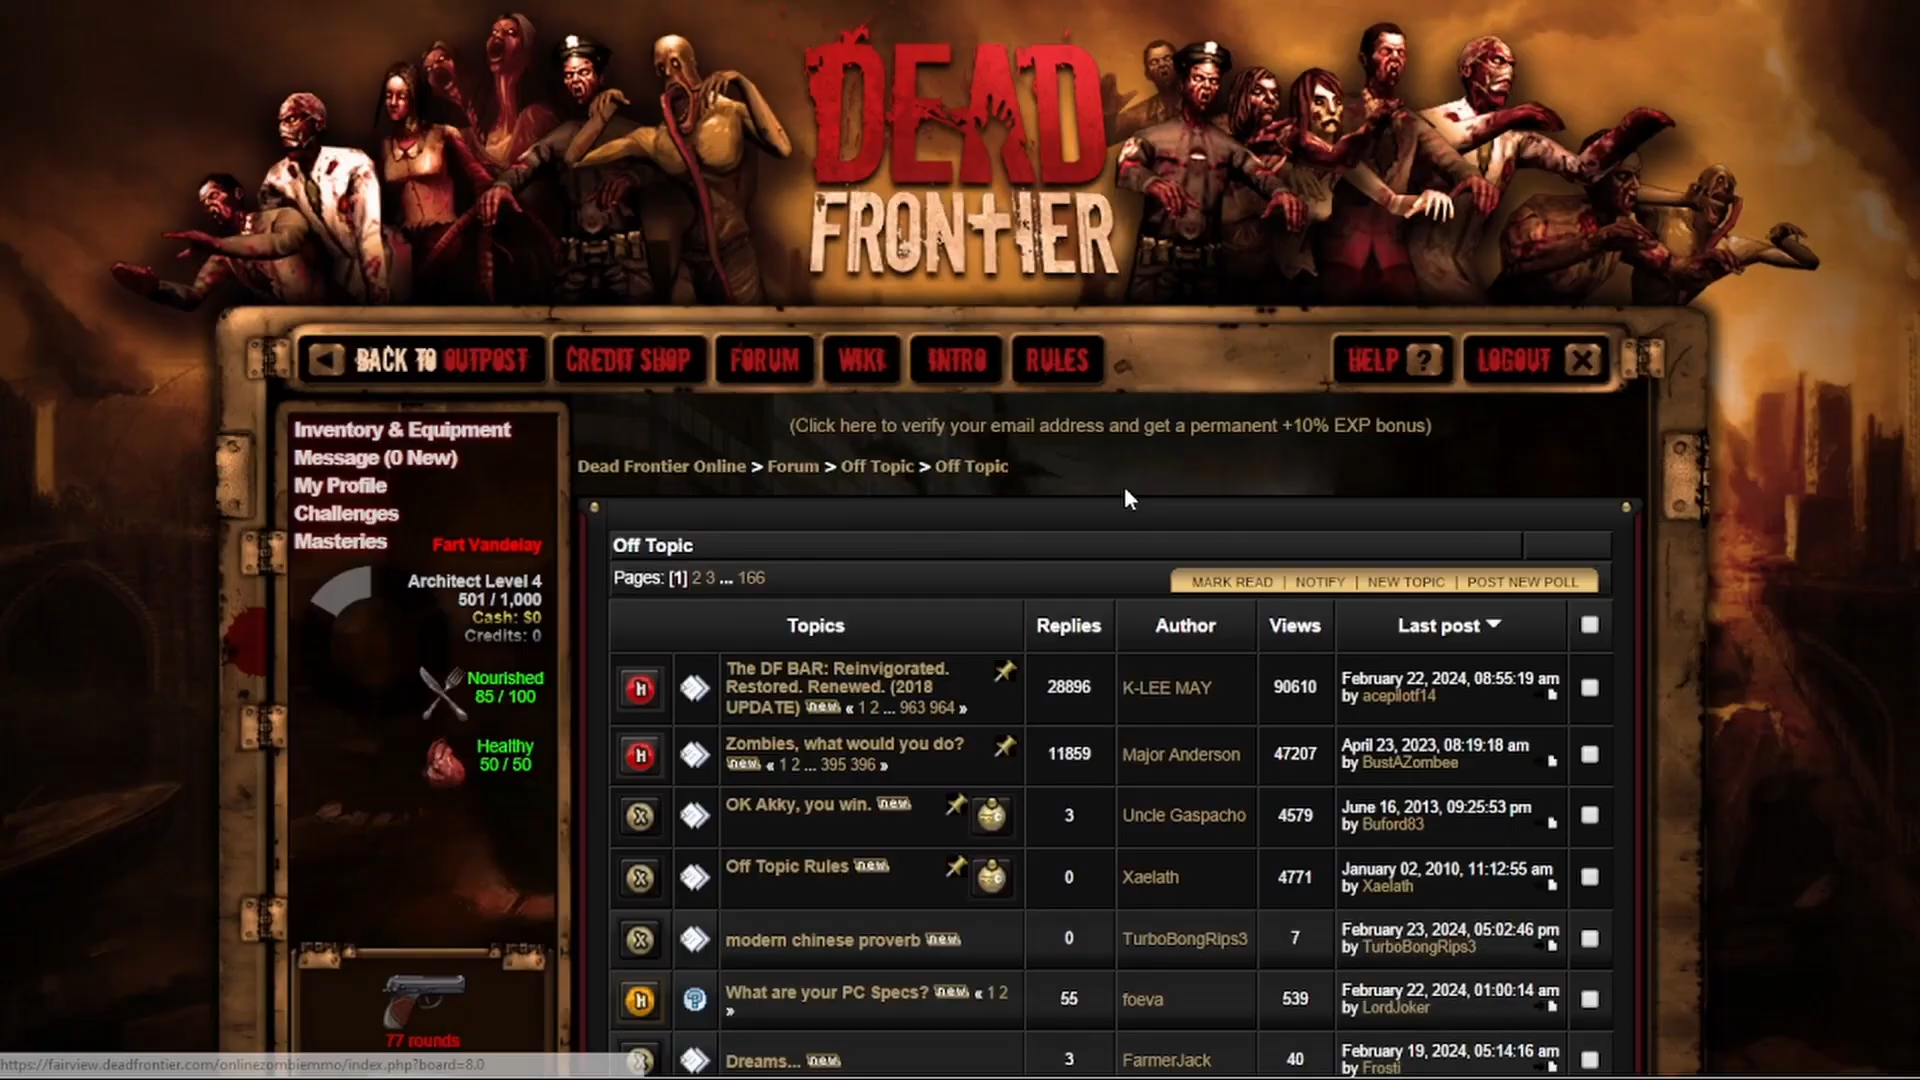 DEAD
FRONTIER
BACK TO OUTPOST
CREDIT SHOP
FORUM
WIKI
INTRO
RULES
HELP ?
LOGOUT X
Inventory & Equipment
Message (0 New)
My Profile
Challenges
Masteries
Fart Vandelay
Architect Level 4
501 / 1,000
Cash: $0
Credits: 0
Nourished
85 / 100
Healthy
50 / 50
77 rounds
(Click here to verify your email address and get a permanent +10% EXP bonus)
Dead Frontier Online > Forum > Off Topic > Off Topic
Off Topic
Pages: [1] 2 3 ... 166
MARK READ | NOTIFY | NEW TOPIC | POST NEW POLL
Topics Replies Author Views Last post
H
The DF BAR: Reinvigorated.
Restored. Renewed. (2018
UPDATE) new « 1 2 ... 963 964 »
28896
K-LEE MAY
90610
February 22, 2024, 08:55:19 am
by acepilotf14
H
Zombies, what would you do?
new « 1 2 ... 395 396 »
11859
Major Anderson
47207
April 23, 2023, 08:19:18 am
by BustAZombee
X
OK Akky, you win. new
3
Uncle Gaspacho
4579
June 16, 2013, 09:25:53 pm
by Buford83
X
Off Topic Rules new
0
Xaelath
4771
January 02, 2010, 11:12:55 am
by Xaelath
X
modern chinese proverb new
0
TurboBongRips3
7
February 23, 2024, 05:02:46 pm
by TurboBongRips3
H
?
What are your PC Specs? new « 1 2
»
55
foeva
539
February 22, 2024, 01:00:14 am
by LordJoker
X
Dreams... new
3
FarmerJack
40
February 19, 2024, 05:14:16 am
by Frosti
https://fairview.deadfrontier.com/onlinezombiemmo/index.php?board=8.0